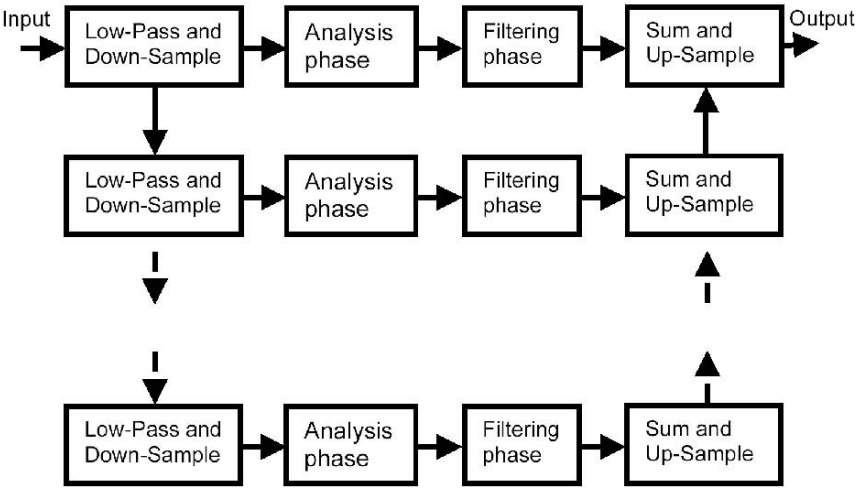 Input
Low-Pass and
Down-Sample
Analysis
phase
Filtering
phase
Sum and
Up-Sample
Output
Low-Pass and
Down-Sample
Analysis
phase
Filtering
phase
Sum and
Up-Sample
Low-Pass and
Down-Sample
Analysis
phase
Filtering
phase
Sum and
Up-Sample